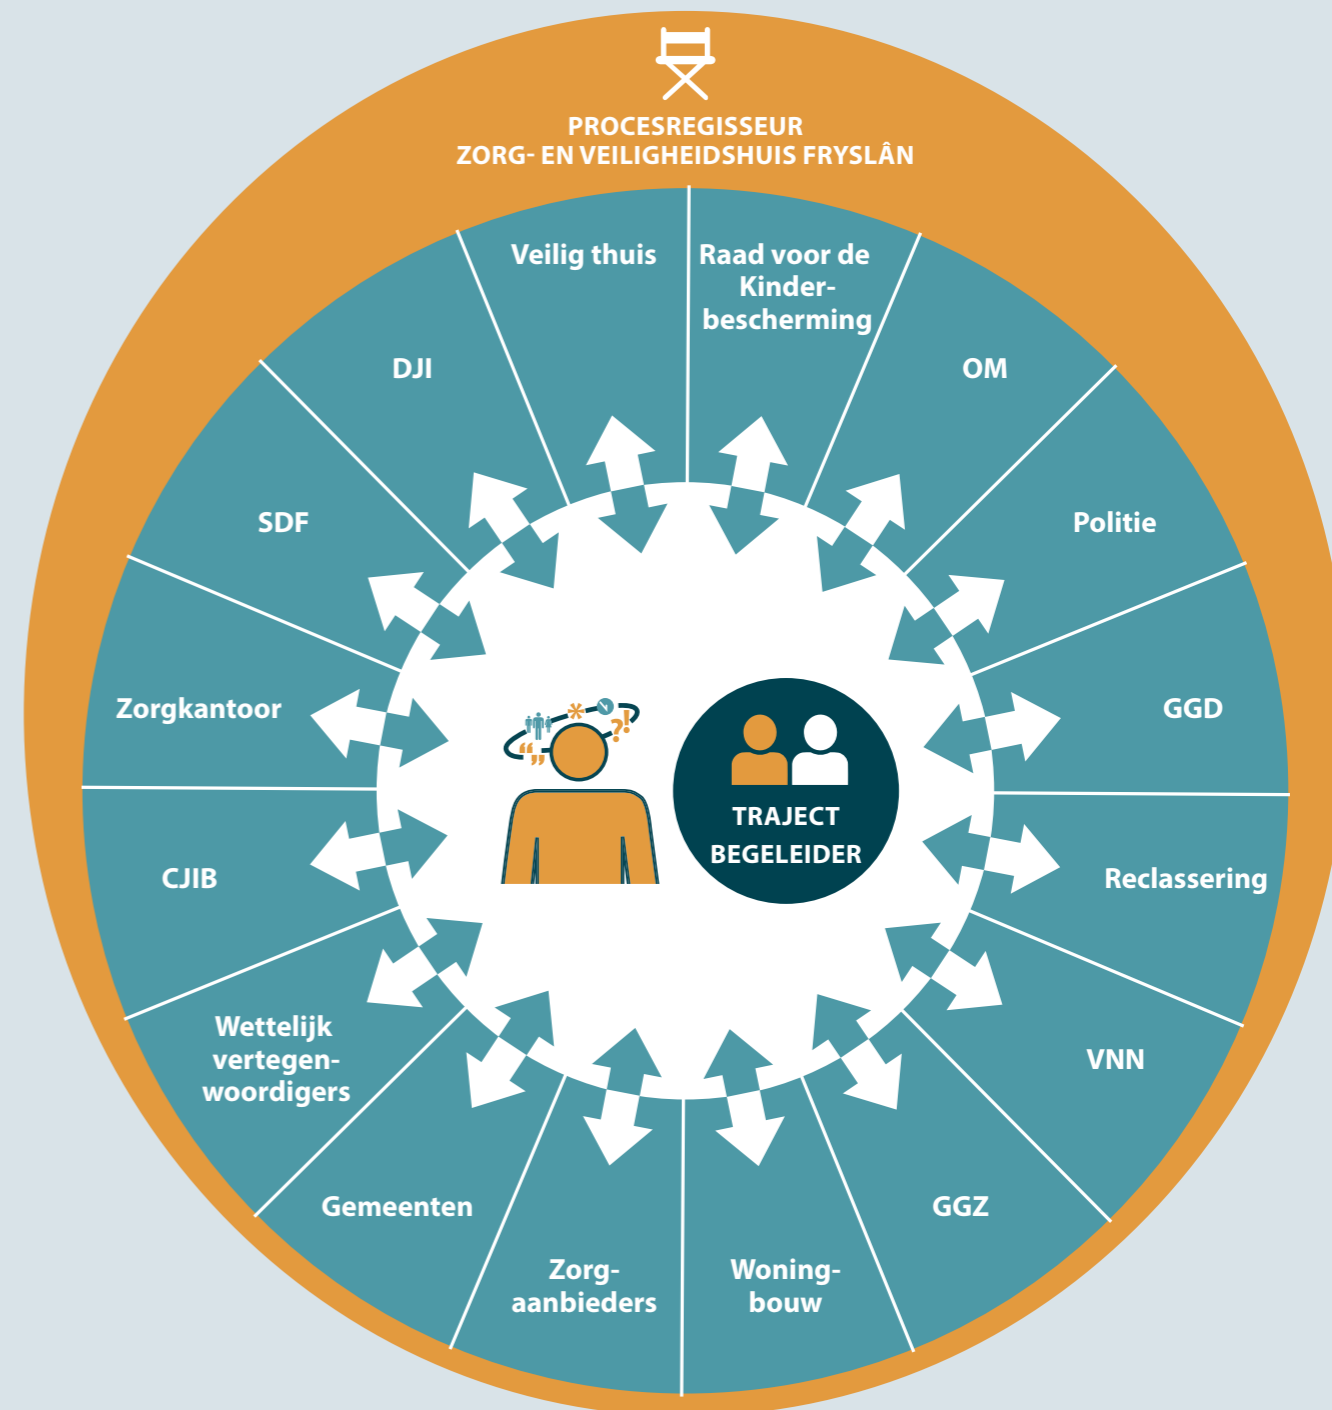 PROCESREGISSEUR
ZORG- EN VEILIGHEIDSHUIS FRYSLÂN
Veilig thuis
Raad voor de
Kinder-
bescherming
OM
Politie
GGD
Reclassering
VNN
GGZ
Woning-
bouw
Zorg-
aanbieders
Gemeenten
Wettelijk
vertegen-
woordigers
CJIB
Zorgkantoor
SDF
DJI
“ „
*
?!
TRAJECT
BEGELEIDER